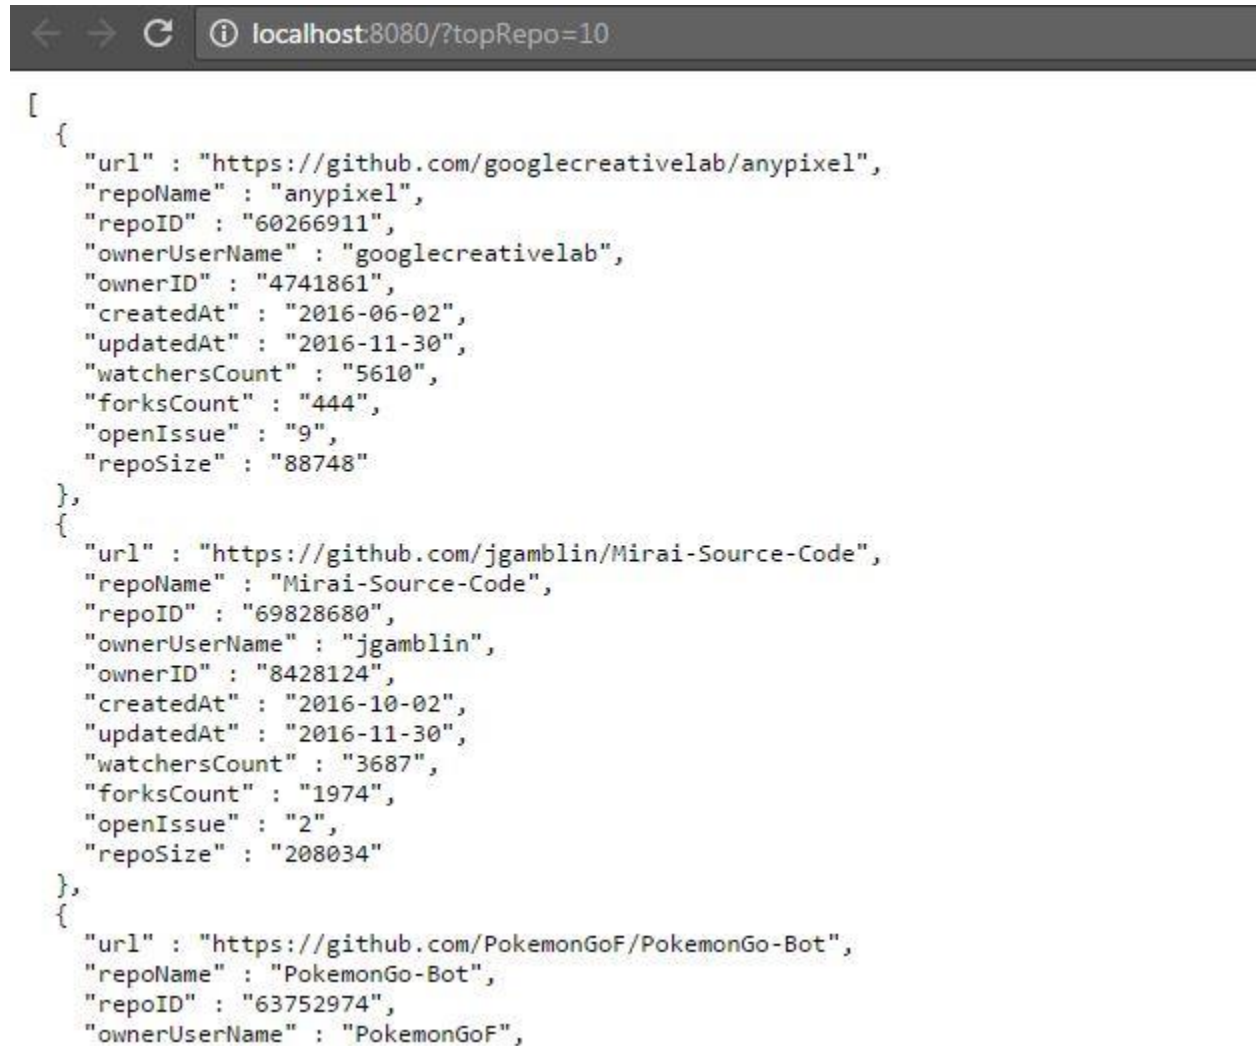 localhost:8080/?topRepo=10
[
{
"url" : "https://github.com/googlecreativelab/anypixel",
"repoName" : "anypixel",
"repoID" : "60266911",
"ownerUserName" : "googlecreativelab",
"ownerID" : "4741861",
"createdAt" : "2016-06-02",
"updatedAt" : "2016-11-30",
"watchersCount" : "5610",
"forksCount" : "444",
"openIssue" : "9",
"repoSize" : "88748"
},
{
"url" : "https://github.com/jgamblin/Mirai-Source-Code",
"repoName" : "Mirai-Source-Code",
"repoID" : "69828680",
"ownerUserName" : "jgamblin",
"ownerID" : "8428124",
"createdAt" : "2016-10-02",
"updatedAt" : "2016-11-30",
"watchersCount" : "3687",
"forksCount" : "1974",
"openIssue" : "2",
"repoSize" : "208034"
},
{
"url" : "https://github.com/PokemonGoF/PokemonGo-Bot",
"repoName" : "PokemonGo-Bot",
"repoID" : "63752974",
"ownerUserName" : "PokemonGoF",